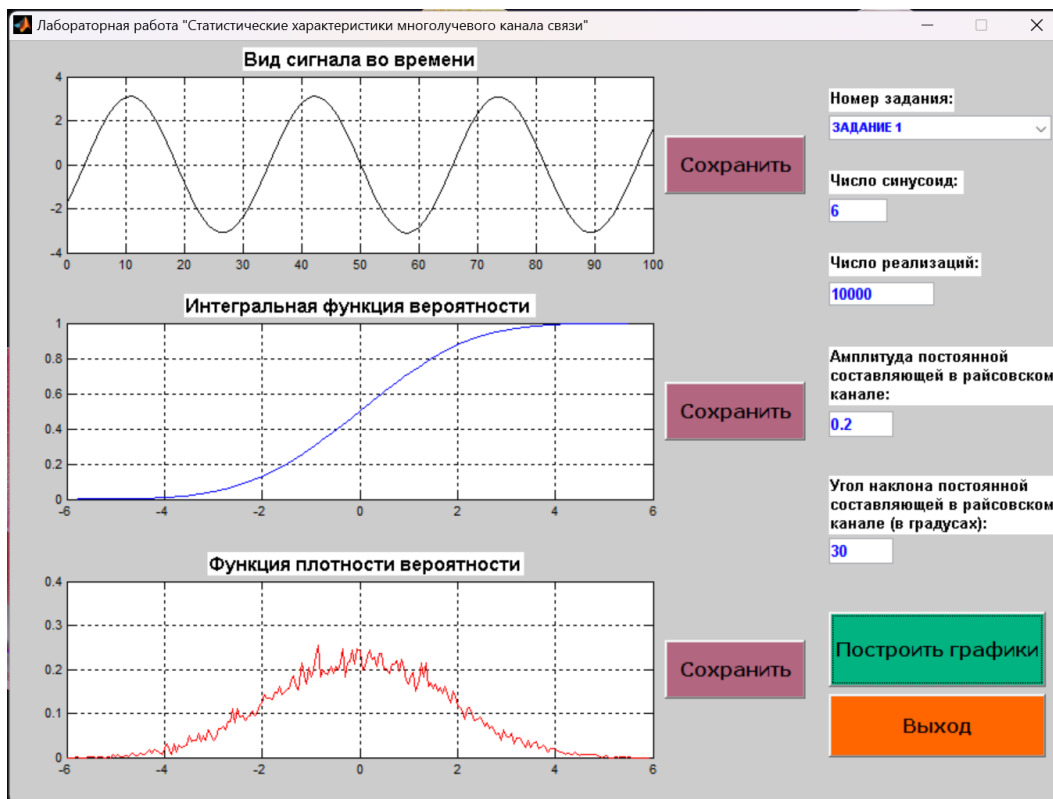 Лабораторная работа "Статистические характеристики многолучевого канала связи"
Вид сигнала во времени
4
2
0
-2
-4
0 10 20 30 40 50 60 70 80 90 100
Сохранить
Интегральная функция вероятности
1
0.8
0.6
0.4
0.2
0
-6 -4 -2 0 2 4 6
Сохранить
Функция плотности вероятности
0.4
0.3
0.2
0.1
0
-6 -4 -2 0 2 4 6
Сохранить
Номер задания:
ЗАДАНИЕ 1
Число синусоид:
6
Число реализаций:
10000
Амплитуда постоянной
составляющей в райсовском
канале:
0.2
Угол наклона постоянной
составляющей в райсовском
канале (в градусах):
30
Построить графики
Выход